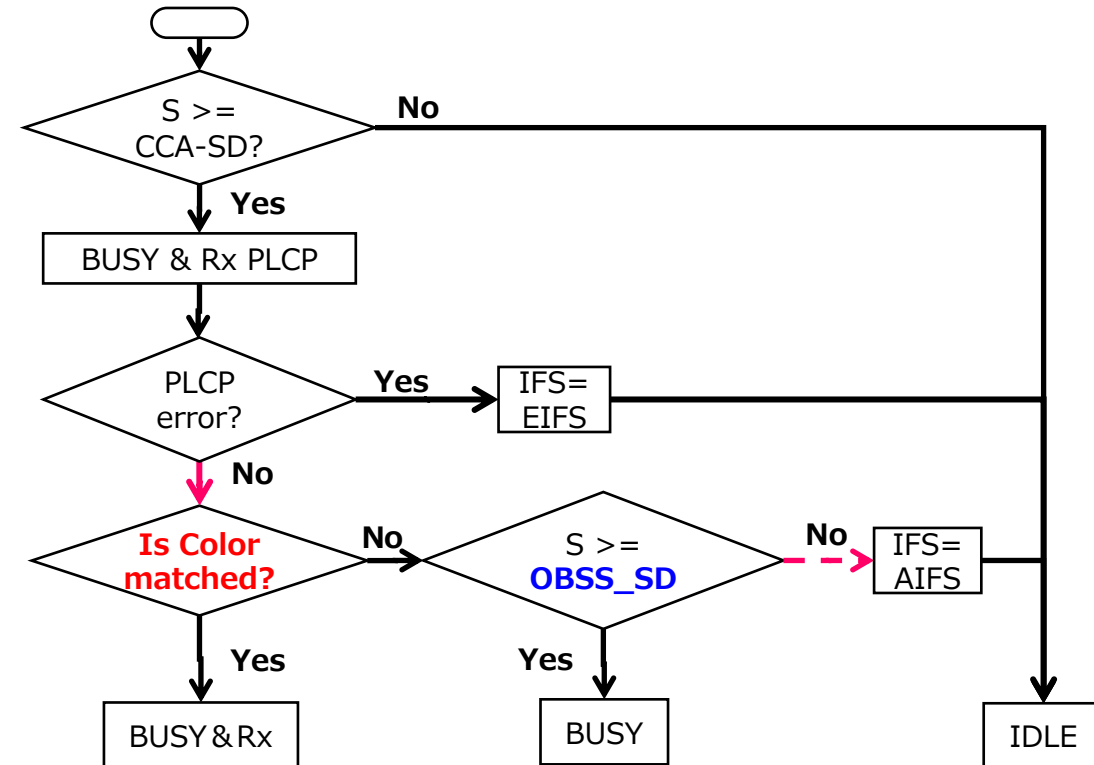 S >=
CCA-SD?
No
Yes
BUSY & Rx PLCP
PLCP
error?
Yes
IFS=
EIFS
No
Is Color
matched?
No
S >=
OBSS_SD
No
IFS=
AIFS
Yes
Yes
BUSY&Rx
BUSY
IDLE